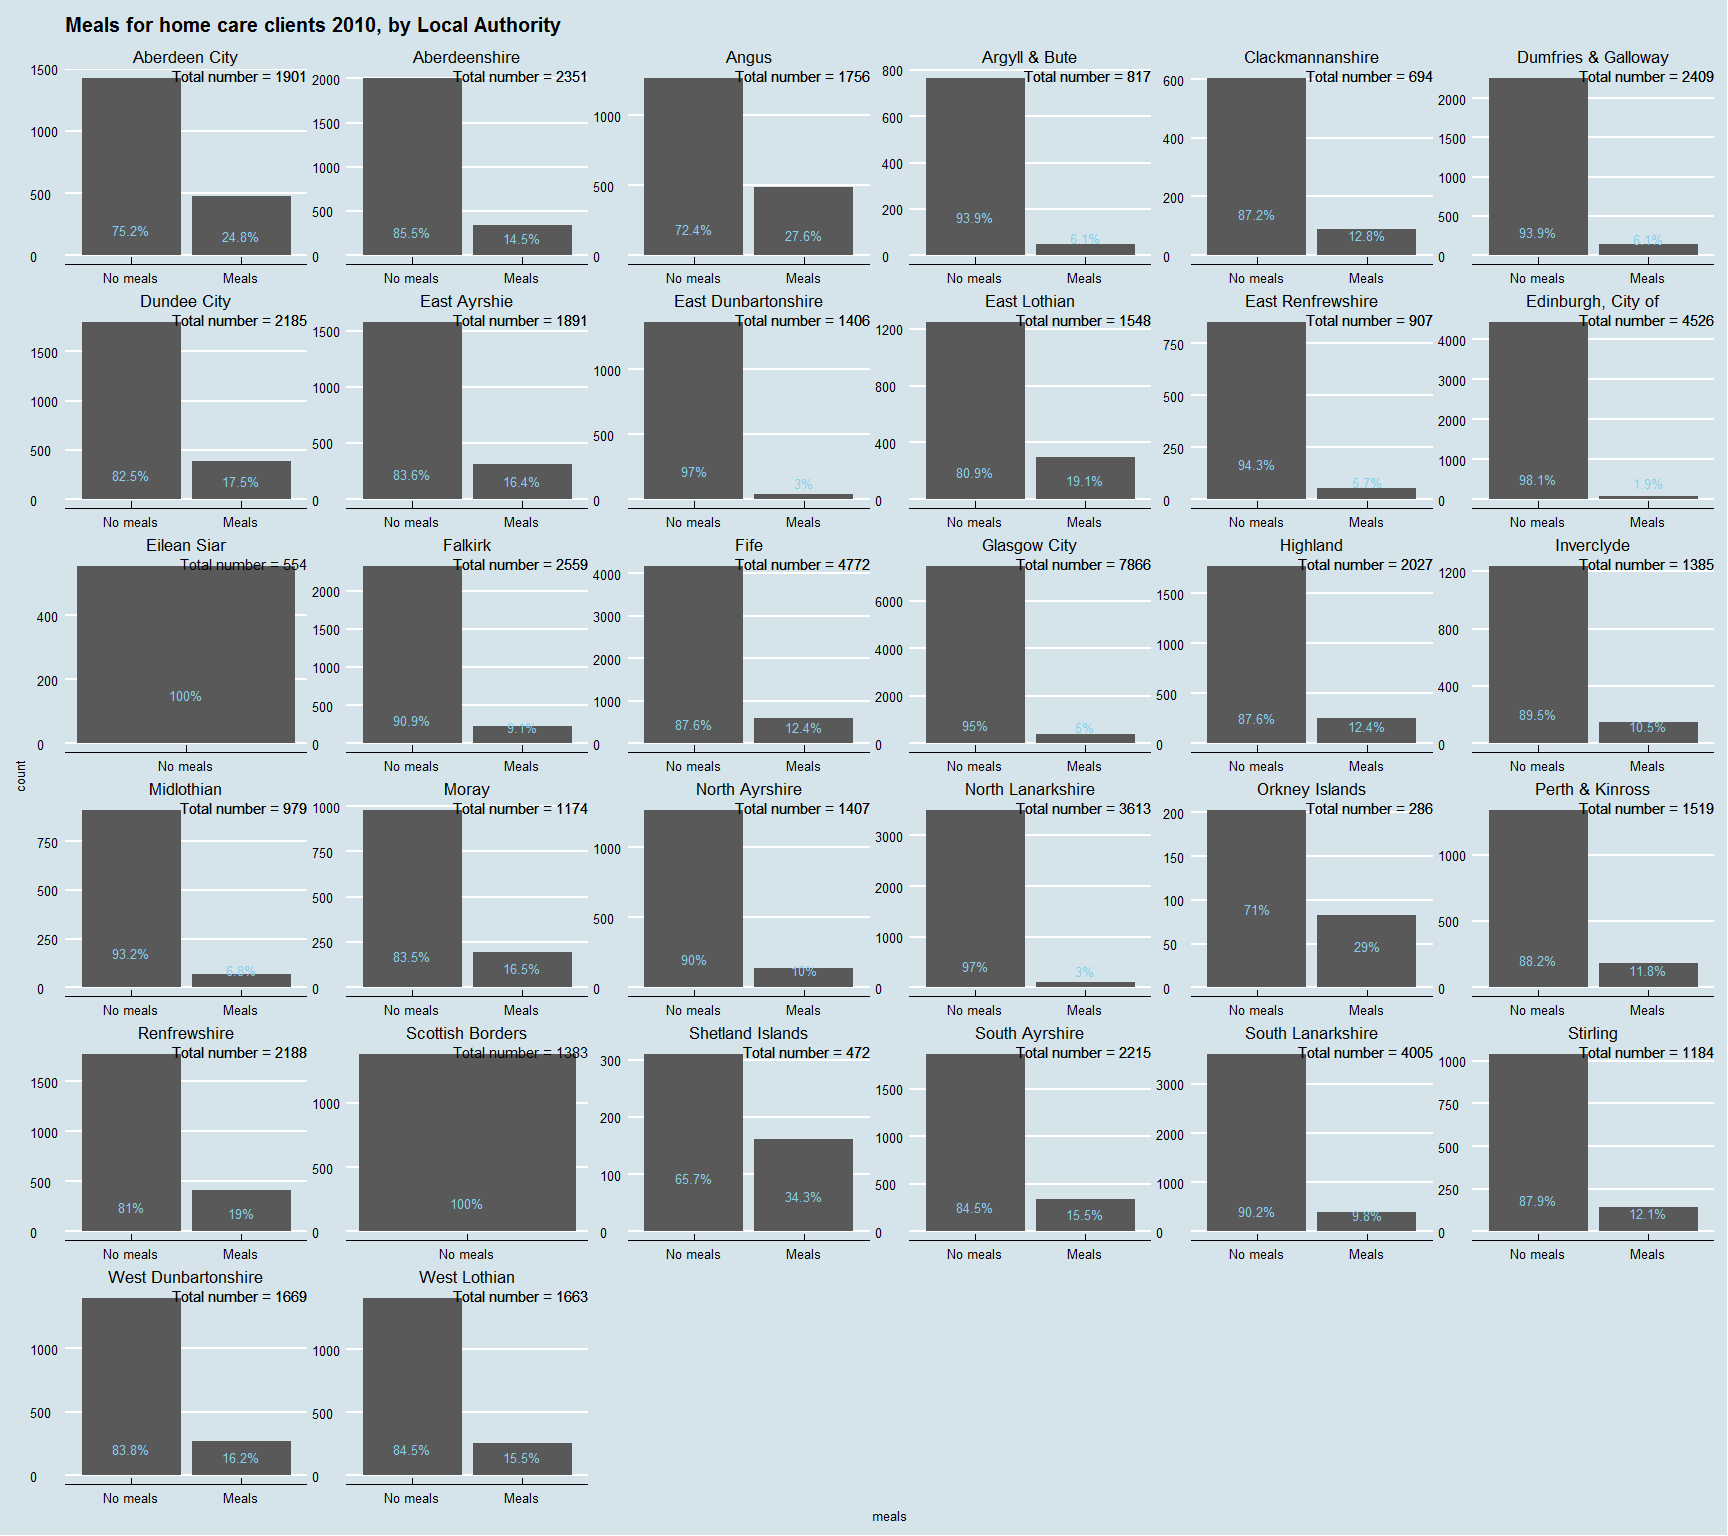 Meals for home care clients 2010, by Local Authority
Aberdeen City
Total number = 1901
1500
1000
500
0
75.2%
24.8%
No meals
Meals
Aberdeenshire
Total number = 2351
2000
1500
1000
500
0
85.5%
14.5%
No meals
Meals
Angus
Total number = 1756
1000
500
0
72.4%
27.6%
No meals
Meals
Argyll & Bute
Total number = 817
800
600
400
200
0
93.9%
6.1%
No meals
Meals
Clackmannanshire
Total number = 694
600
400
200
0
87.2%
12.8%
No meals
Meals
Dumfries & Galloway
Total number = 2409
2000
1500
1000
500
0
93.9%
6.1%
No meals
Meals
Dundee City
Total number = 2185
1500
1000
500
0
82.5%
17.5%
No meals
Meals
East Ayrshie
Total number = 1891
1500
1000
500
0
83.6%
16.4%
No meals
Meals
East Dunbartonshire
Total number = 1406
1000
500
0
97%
3%
No meals
Meals
East Lothian
Total number = 1548
1200
800
400
0
80.9%
19.1%
No meals
Meals
East Renfrewshire
Total number = 907
750
500
250
0
94.3%
5.7%
No meals
Meals
Edinburgh, City of
Total number = 4526
4000
3000
2000
1000
0
98.1%
1.9%
No meals
Meals
Eilean Siar
Total number = 554
400
200
0
100%
No meals
Falkirk
Total number = 2559
2000
1500
1000
500
0
90.9%
9.1%
No meals
Meals
Fife
Total number = 4772
4000
3000
2000
1000
0
87.6%
12.4%
No meals
Meals
Glasgow City
Total number = 7866
6000
4000
2000
0
95%
5%
No meals
Meals
Highland
Total number = 2027
1500
1000
500
0
87.6%
12.4%
No meals
Meals
Inverclyde
Total number = 1385
1200
800
400
0
89.5%
10.5%
No meals
Meals
count
Midlothian
Total number = 979
750
500
250
0
93.2%
6.8%
No meals
Meals
Moray
Total number = 1174
1000
750
500
250
0
83.5%
16.5%
No meals
Meals
North Ayrshire
Total number = 1407
1000
500
0
90%
10%
No meals
Meals
North Lanarkshire
Total number = 3613
3000
2000
1000
0
97%
3%
No meals
Meals
Orkney Islands
Total number = 286
200
150
100
50
0
71%
29%
No meals
Meals
Perth & Kinross
Total number = 1519
1000
500
0
88.2%
11.8%
No meals
Meals
Renfrewshire
Total number = 2188
1500
1000
500
0
81%
19%
No meals
Meals
Scottish Borders
Total number = 1383
1000
500
0
100%
No meals
Shetland Islands
Total number = 472
300
200
100
0
65.7%
34.3%
No meals
Meals
South Ayrshire
Total number = 2215
1500
1000
500
0
84.5%
15.5%
No meals
Meals
South Lanarkshire
Total number = 4005
3000
2000
1000
0
90.2%
9.8%
No meals
Meals
Stirling
Total number = 1184
1000
750
500
250
0
87.9%
12.1%
No meals
Meals
West Dunbartonshire
Total number = 1669
1000
500
0
83.8%
16.2%
No meals
Meals
West Lothian
Total number = 1663
1000
500
0
84.5%
15.5%
No meals
Meals
meals